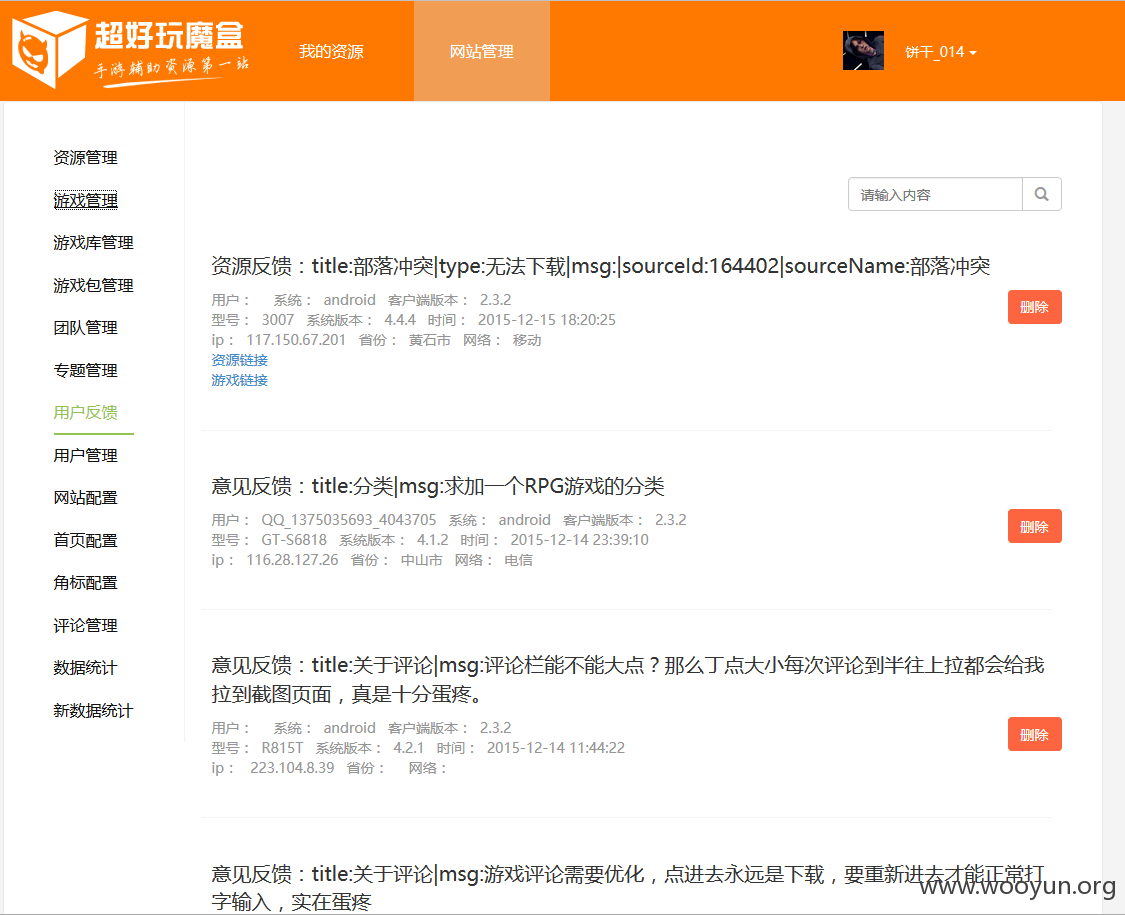 超好玩魔盒
手游辅助资源第一站
我的资源
网站管理
饼干_014
资源管理
游戏管理
游戏库管理
游戏包管理
团队管理
专题管理
用户反馈
用户管理
网站配置
首页配置
角标配置
评论管理
数据统计
新数据统计
请输入内容
资源反馈：title:部落冲突|type:无法下载|msg:|sourceId:164402|sourceName:部落冲突
用户： 系统： android 客户端版本： 2.3.2
型号： 3007 系统版本： 4.4.4 时间： 2015-12-15 18:20:25
ip： 117.150.67.201 省份： 黄石市 网络： 移动
资源链接
游戏链接
删除
意见反馈：title:分类|msg:求加一个RPG游戏的分类
用户： QQ_1375035693_4043705 系统： android 客户端版本： 2.3.2
型号： GT-S6818 系统版本： 4.1.2 时间： 2015-12-14 23:39:10
ip： 116.28.127.26 省份： 中山市 网络： 电信
删除
意见反馈：title:关于评论|msg:评论栏能不能大点？那么丁点大小每次评论到半往上拉都会给我
拉到截图页面，真是十分蛋疼。
用户： 系统： android 客户端版本： 2.3.2
型号： R815T 系统版本： 4.2.1 时间： 2015-12-14 11:44:22
ip： 223.104.8.39 省份： 网络：
删除
意见反馈：title:关于评论|msg:游戏评论需要优化，点进去永远是下载，要重新进去才能正常打
字输入，实在蛋疼
www.wooyun.org